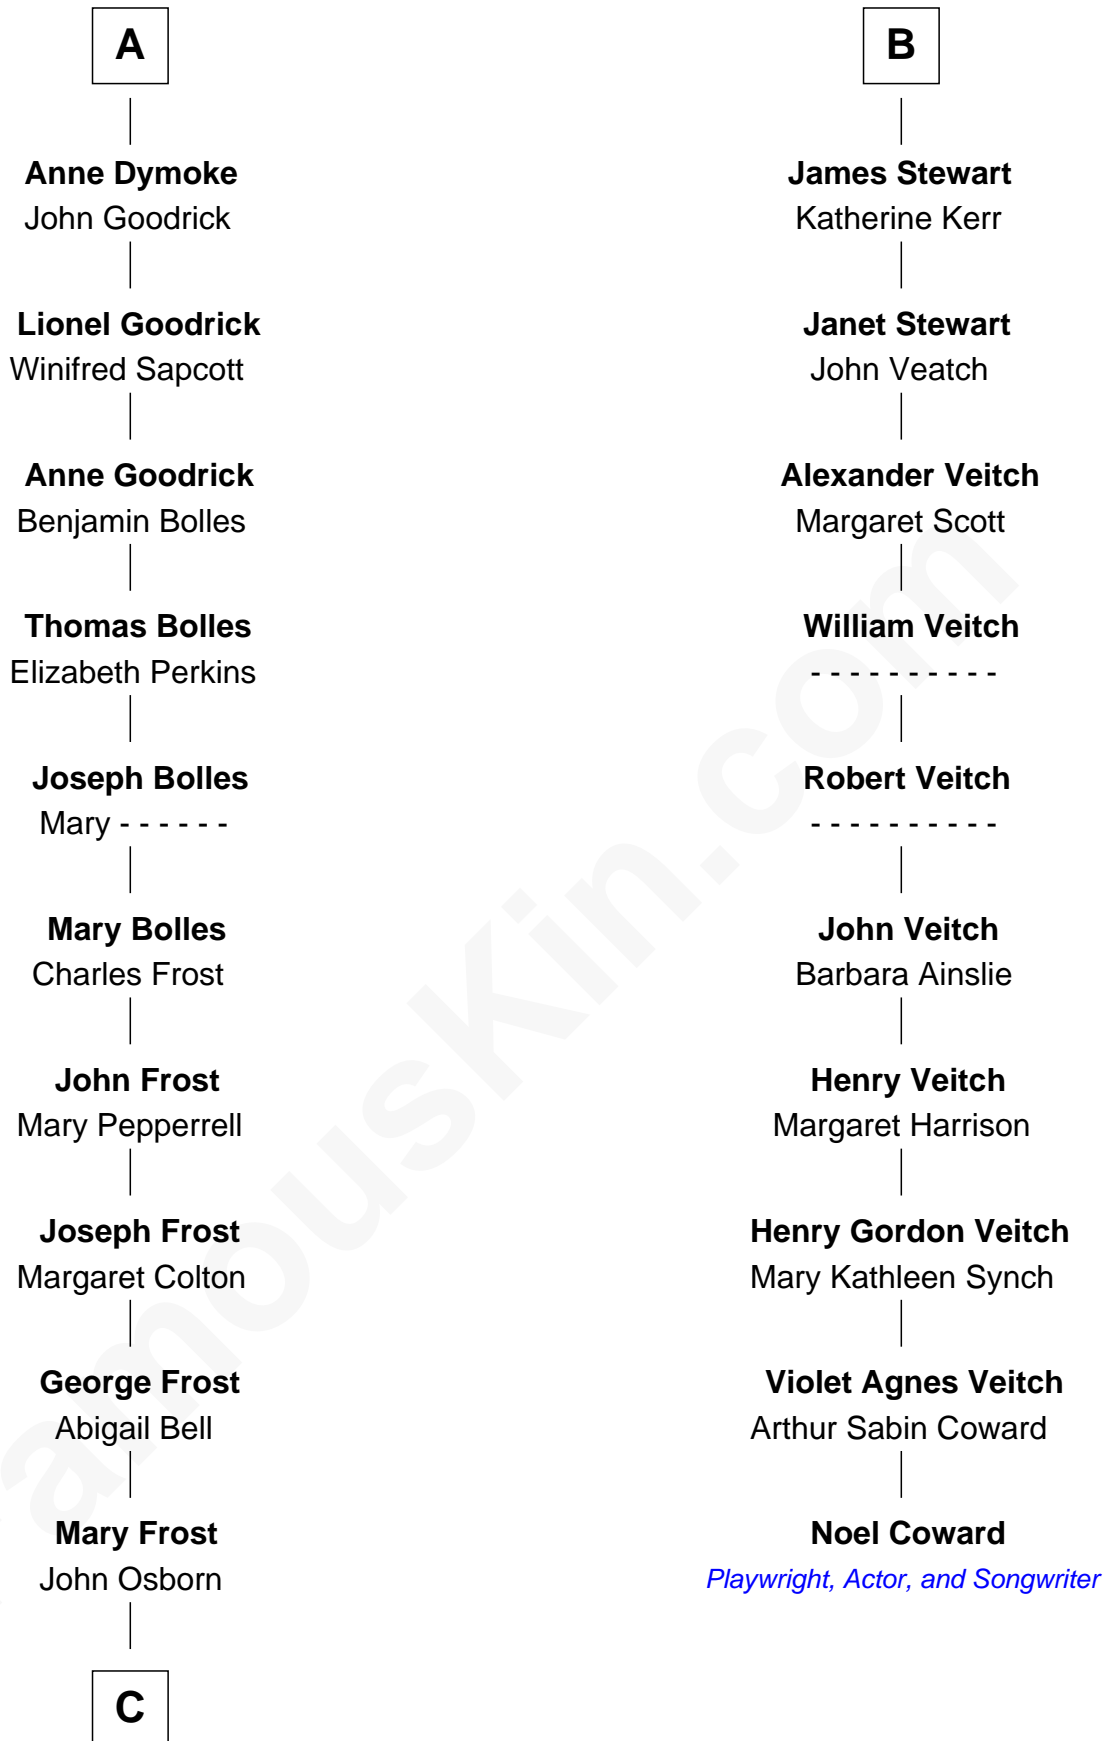 A
Anne Dymoke
John Goodrick
Lionel Goodrick
Winifred Sapcott
Anne Goodrick
Benjamin Bolles
Thomas Bolles
Elizabeth Perkins
Joseph Bolles
Mary - - - - - -
Mary Bolles
Charles Frost
John Frost
Mary Pepperrell
Joseph Frost
Margaret Colton
George Frost
Abigail Bell
Mary Frost
John Osborn
C
B
James Stewart
Katherine Kerr
Janet Stewart
John Veatch
Alexander Veitch
Margaret Scott
William Veitch
- - - - - - - - - -
Robert Veitch
- - - - - - - - - -
John Veitch
Barbara Ainslie
Henry Veitch
Margaret Harrison
Henry Gordon Veitch
Mary Kathleen Synch
Violet Agnes Veitch
Arthur Sabin Coward
Noel Coward
Playwright, Actor, and Songwriter
amouskin.com